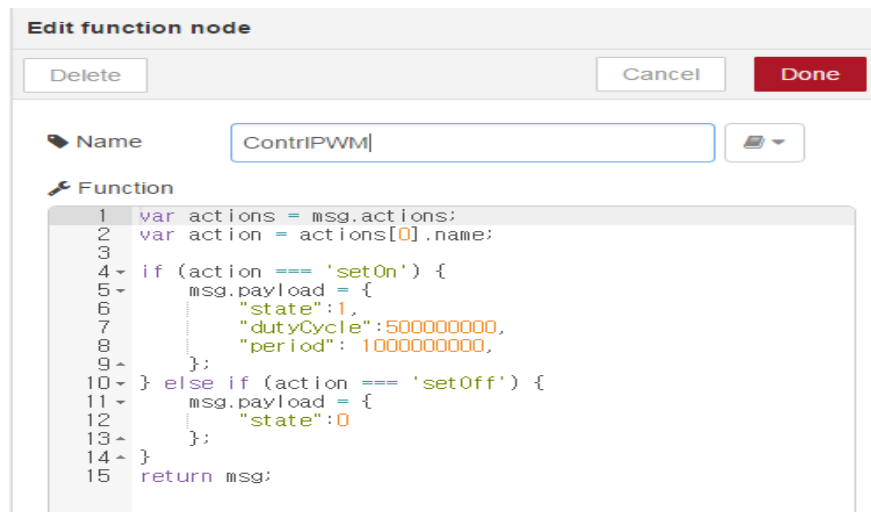 Edit function node
Delete Cancel Done
Name ContrlPWM
Function
1 var actions = msg.actions;
2 var action = actions[0].name;
3
4 if (action === 'setOn') {
5 msg.payload = {
6 "state":1,
7 "dutyCycle":500000000,
8 "period": 1000000000,
9 };
10 } else if (action === 'setOff') {
11 msg.payload = {
12 "state":0
13 };
14 }
15 return msg;